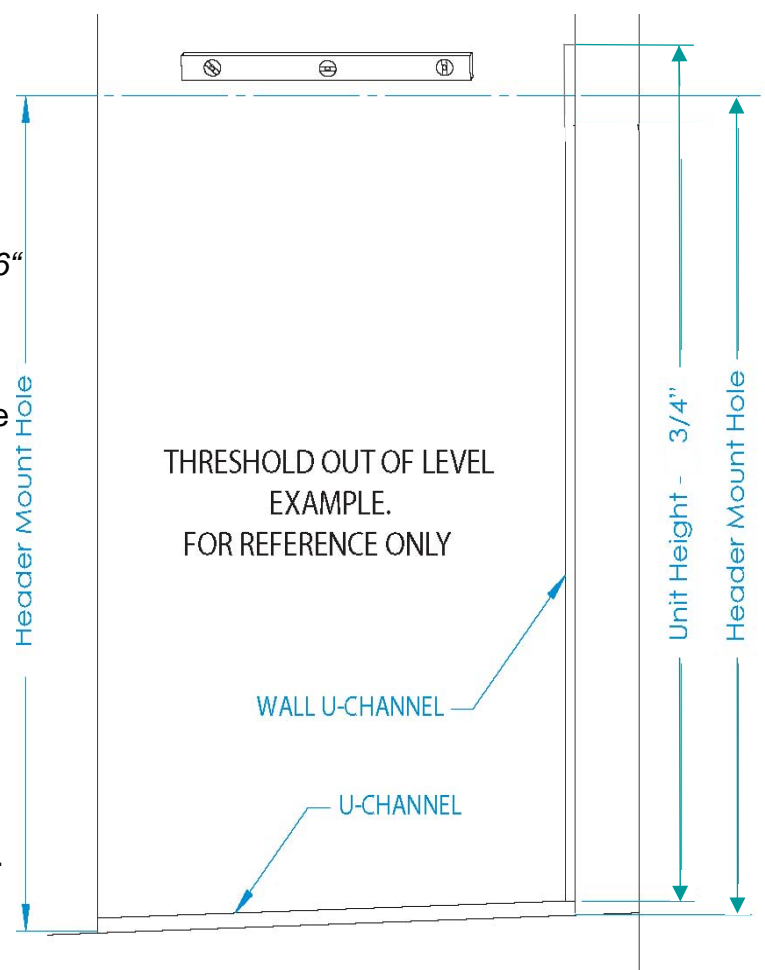 6“
e
Header Mount Hole
THRESHOLD OUT OF LEVEL
EXAMPLE.
FOR REFERENCE ONLY
WALL U-CHANNEL
U-CHANNEL
Unit Height - 3/4”
Header Mount Hole
.